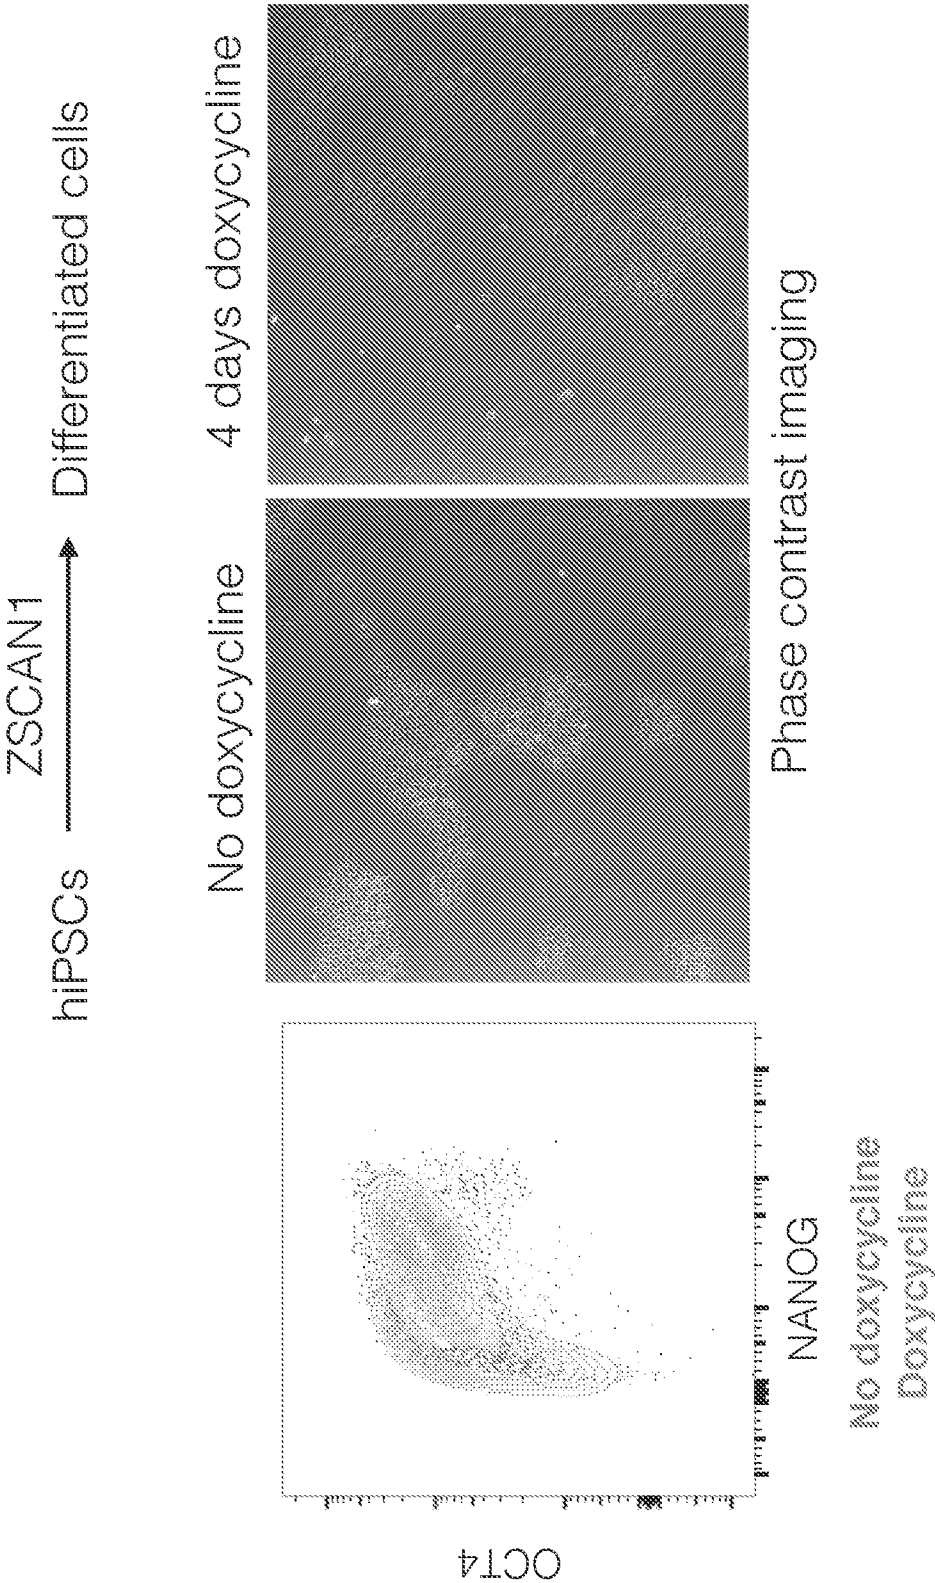 ZSCAN1
hiPSCs Differentiated cells
No doxycycline
4 days doxycycline
OCT4
NANOG
Phase contrast imaging
No doxycycline
Doxycycline